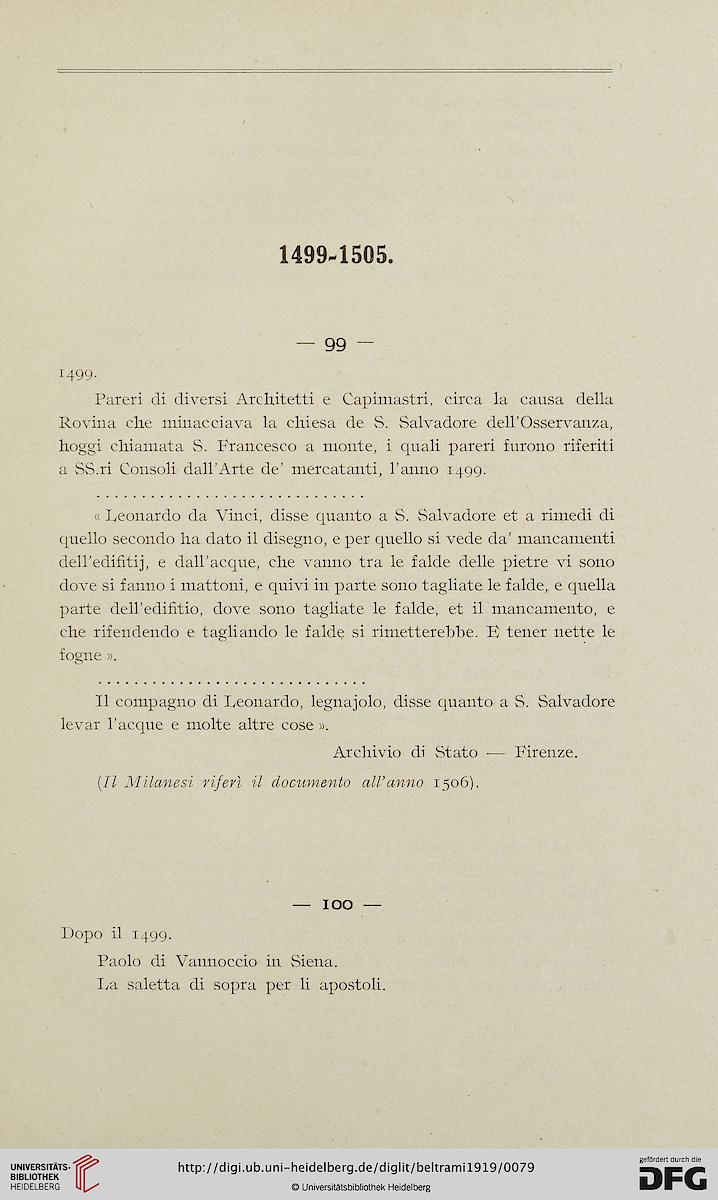 1499-1505.
— 99 —
1499.
Pareri di diversi Architetti e Capimastri, circa la causa della
Rovina che minacciava la chiesa de S. Salvadore dell'Osservanza,
hoggi chiamata S. Francesco a monte, i quali pareri furono riferiti
a SS.ri Consoli dall'Arte de' mercatanti, l'anno 1499.
..............................
« Leonardo da Vinci, disse quanto a S. Salvadore et a rimedi di
quello secondo ha dato il disegno, e per quello si vede da' mancamenti
dell'edifitij, e dall'acque, che vanno tra le falde delle pietre vi sono
dove si fanno i mattoni, e quivi in parte sono tagliate le falde, e quella
parte dell'edifitio, dove sono tagliate le falde, et il mancamento, e
che rifendendo e tagliando le falde si rimetterebbe. E tener nette le
fogne ».
..............................
Il compagno di Leonardo, legnajolo, disse quanto a S. Salvadore
levar l'acque e molte altre cose ».
Archivio di Stato — Firenze.
(Il Milanesi riferì il documento all'anno 1506).
— 100 —
Dopo il 1499.
Paolo di Vannoccio in Siena.
La saletta di sopra per li apostoli.
UNIVERSITÄTS-
BIBLIOTHEK
HEIDELBERG
http://digi.ub.uni-heidelberg.de/diglit/beltrami1919/0079
© Universitätsbibliothek Heidelberg
gefördert durch die
DFG